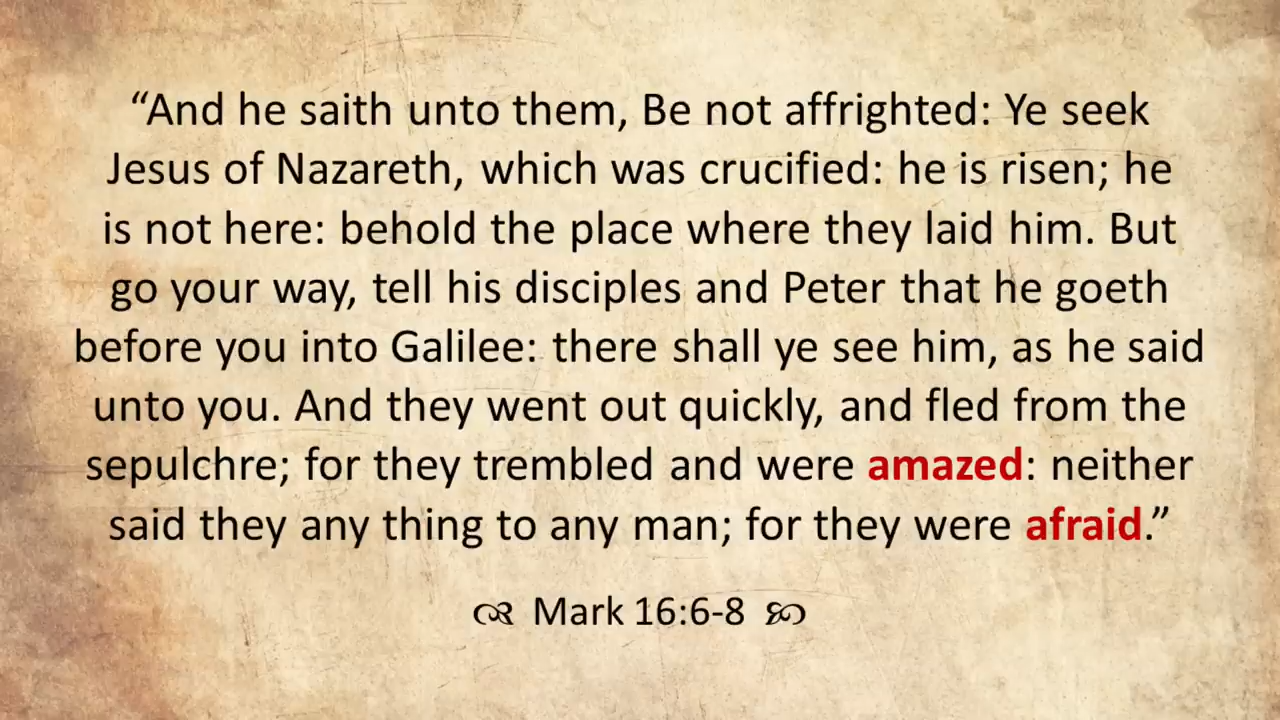 “And he saith unto them, Be not affrighted: Ye seek
Jesus of Nazareth, which was crucified: he is risen; he
is not here: behold the place where they laid him. But
go your way, tell his disciples and Peter that he goeth
before you into Galilee: there shall ye see him, as he said
unto you. And they went out quickly, and fled from the
sepulchre; for they trembled and were amazed: neither
said they any thing to any man; for they were afraid.”
Mark 16:6-8